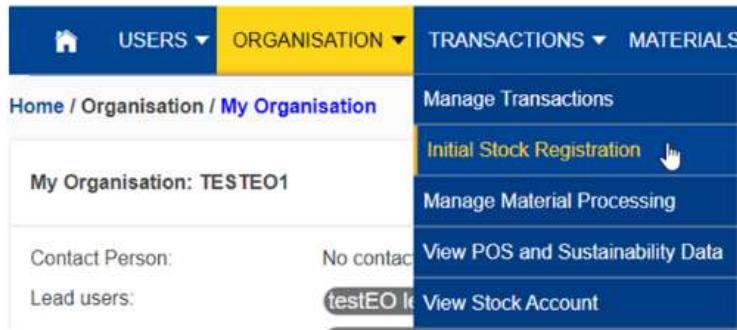 USERS ORGANISATION TRANSACTIONS MATERIALS
Home / Organisation / My Organisation
Manage Transactions
Initial Stock Registration
My Organisation: TESTEO1
Manage Material Processing
Contact Person: No contac
View POS and Sustainability Data
Lead users: testEO le
View Stock Account